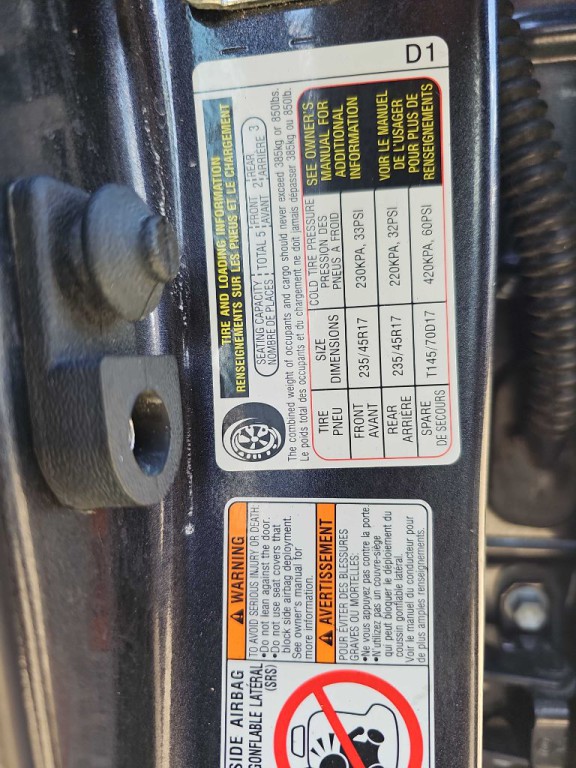 D1
TIRE AND LOADING INFORMATION
RENSEIGNEMENTS SUR LES PNEUS ET LE CHARGEMENT
SEATING CAPACITY TOTAL 5 FRONT 2 REAR 3
NOMBRE DE PLACES AVANT ARRIÈRE
The combined weight of occupants and cargo should never exceed 385kg or 850lbs.
Le poids total des occupants et du chargement ne doit jamais dépasser 385kg ou 850lb.
TIRE SIZE COLD TIRE PRESSURE
PNEU DIMENSIONS PRESSION DES
PNEUS À FROID
FRONT 235/45R17 230KPA, 33PSI
AVANT
REAR 235/45R17 220KPA, 32PSI
ARRIÈRE
SPARE T145/70D17 420KPA, 60PSI
DE SECOURS
SEE OWNER'S
MANUAL FOR
ADDITIONAL
INFORMATION
VOIR LE MANUEL
DE L'USAGER
POUR PLUS DE
RENSEIGNEMENTS
SIDE AIRBAG
GONFLABLE LATÉRAL
(SRS)
WARNING
TO AVOID SERIOUS INJURY OR DEATH:
•Do not lean against the door.
•Do not use seat covers that
block side airbag deployment.
See owner's manual for
more information.
AVERTISSEMENT
POUR ÉVITER DES BLESSURES
GRAVES OU MORTELLES:
•Ne vous appuyez pas contre la porte.
•N'utilizez pas un couvre-siège
qui peut bloquer le déploiement du
coussin gonflable latéral.
Voir le manuel du conducteur pour
de plus amples renseignements.